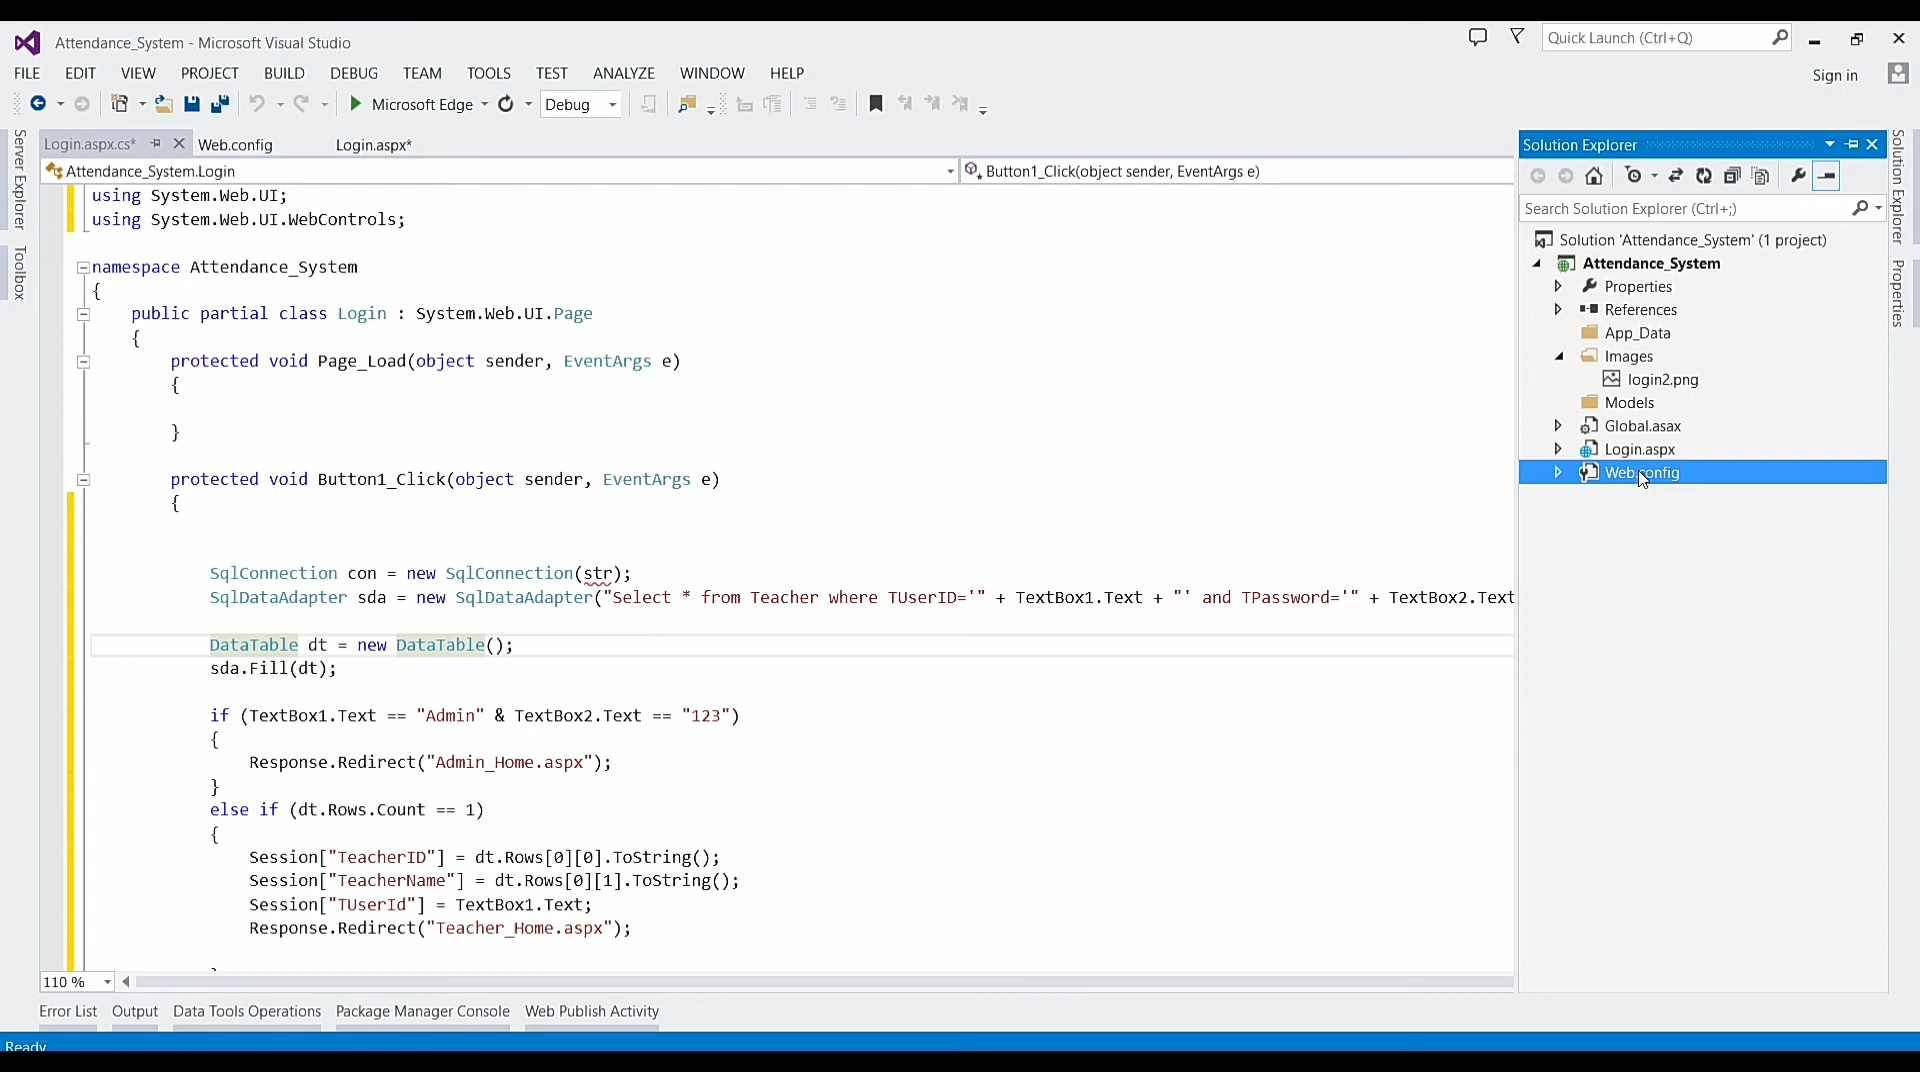 Attendance_System - Microsoft Visual Studio
Quick Launch (Ctrl+Q)
FILE EDIT VIEW PROJECT BUILD DEBUG TEAM TOOLS TEST ANALYZE WINDOW HELP
Sign in
Microsoft Edge Debug
Login.aspx.cs* Web.config Login.aspx*
Attendance_System.Login
Button1_Click(object sender, EventArgs e)
Server Explorer
Toolbox
using System.Web.UI;
using System.Web.UI.WebControls;
namespace Attendance_System
{
public partial class Login : System.Web.UI.Page
{
protected void Page_Load(object sender, EventArgs e)
{
}
protected void Button1_Click(object sender, EventArgs e)
{
SqlConnection con = new SqlConnection(str);
SqlDataAdapter sda = new SqlDataAdapter("Select * from Teacher where TUserID='" + TextBox1.Text + "' and TPassword='" + TextBox2.Text
DataTable dt = new DataTable();
sda.Fill(dt);
if (TextBox1.Text == "Admin" & TextBox2.Text == "123")
{
Response.Redirect("Admin_Home.aspx");
}
else if (dt.Rows.Count == 1)
{
Session["TeacherID"] = dt.Rows[0][0].ToString();
Session["TeacherName"] = dt.Rows[0][1].ToString();
Session["TUserId"] = TextBox1.Text;
Response.Redirect("Teacher_Home.aspx");
110 %
Solution Explorer
Search Solution Explorer (Ctrl+;)
Solution 'Attendance_System' (1 project)
Attendance_System
Properties
References
App_Data
Images
login2.png
Models
Global.asax
Login.aspx
Web.config
Solution Explorer
Properties
Error List Output Data Tools Operations Package Manager Console Web Publish Activity
Ready